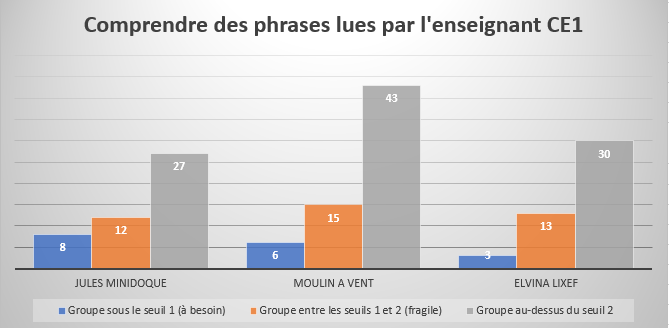 Comprendre des phrases lues par l'enseignant CE1
8
12
27
6
15
43
3
13
30
JULES MINIDOQUE
MOULIN A VENT
ELVINA LIXEF
Groupe sous le seuil 1 (à besoin)
Groupe entre les seuils 1 et 2 (fragile)
Groupe au-dessus du seuil 2